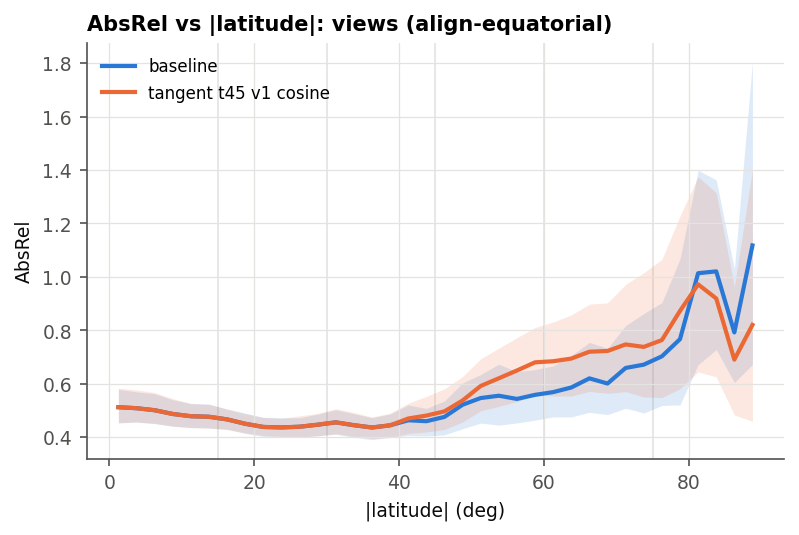 AbsRel vs |latitude|: views (align-equatorial)
baseline
tangent t45 v1 cosine
1.8
1.6
1.4
1.2
1.0
0.8
0.6
0.4
AbsRel
0 20 40 60 80
|latitude| (deg)